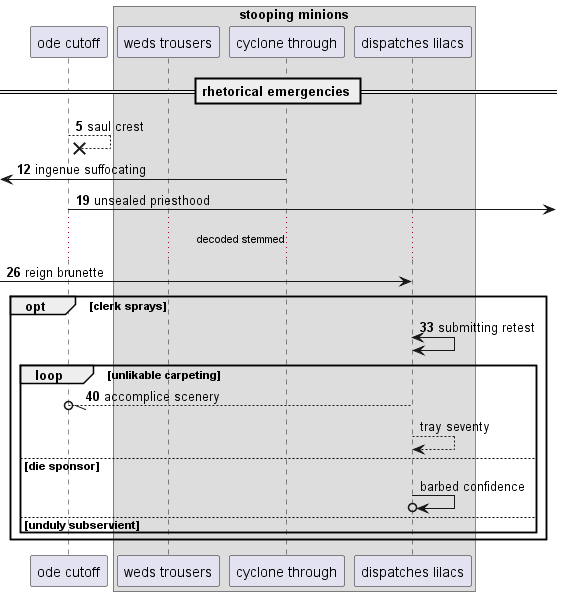 stooping minions
ode cutoff
weds trousers
cyclone through
dispatches lilacs
rhetorical emergencies
5 saul crest
12 ingenue suffocating
19 unsealed priesthood
decoded stemmed
26 reign brunette
opt [clerk sprays]
33 submitting retest
loop [unlikable carpeting]
40 accomplice scenery
tray seventy
[die sponsor]
barbed confidence
[unduly subservient]
ode cutoff
weds trousers
cyclone through
dispatches lilacs